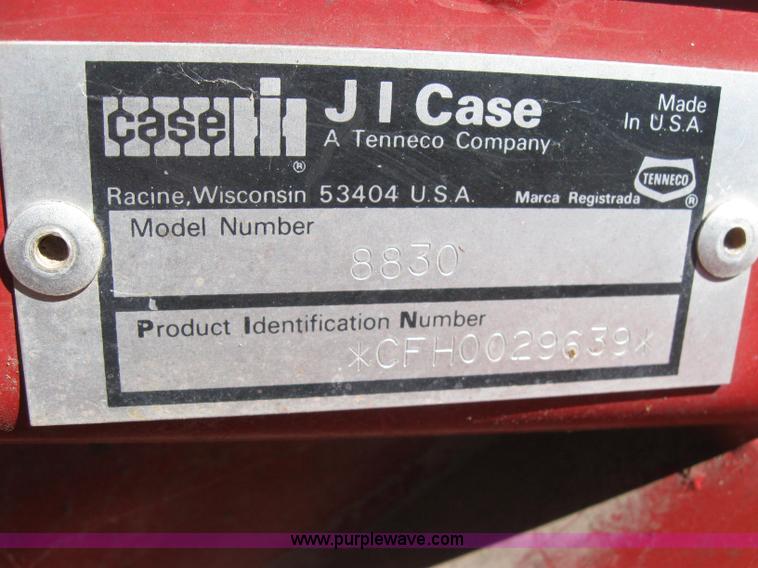 case IH ®
J I Case
A Tenneco Company
Made
In U.S.A.
TENNECO
®
Racine, Wisconsin 53404 U.S.A.
Marca Registrada
Model Number
8830
Product Identification Number
*CFH0029639*
www.purplewave.com